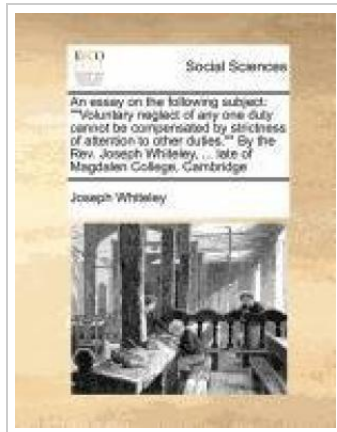 ECCO
Social Sciences
An essay on the following subject:
""Voluntary neglect of any one duty
cannot be compensated by strictness
of attention to other duties."" By the
Rev. Joseph Whiteley, ... late of
Magdalen College, Cambridge
Joseph Whiteley